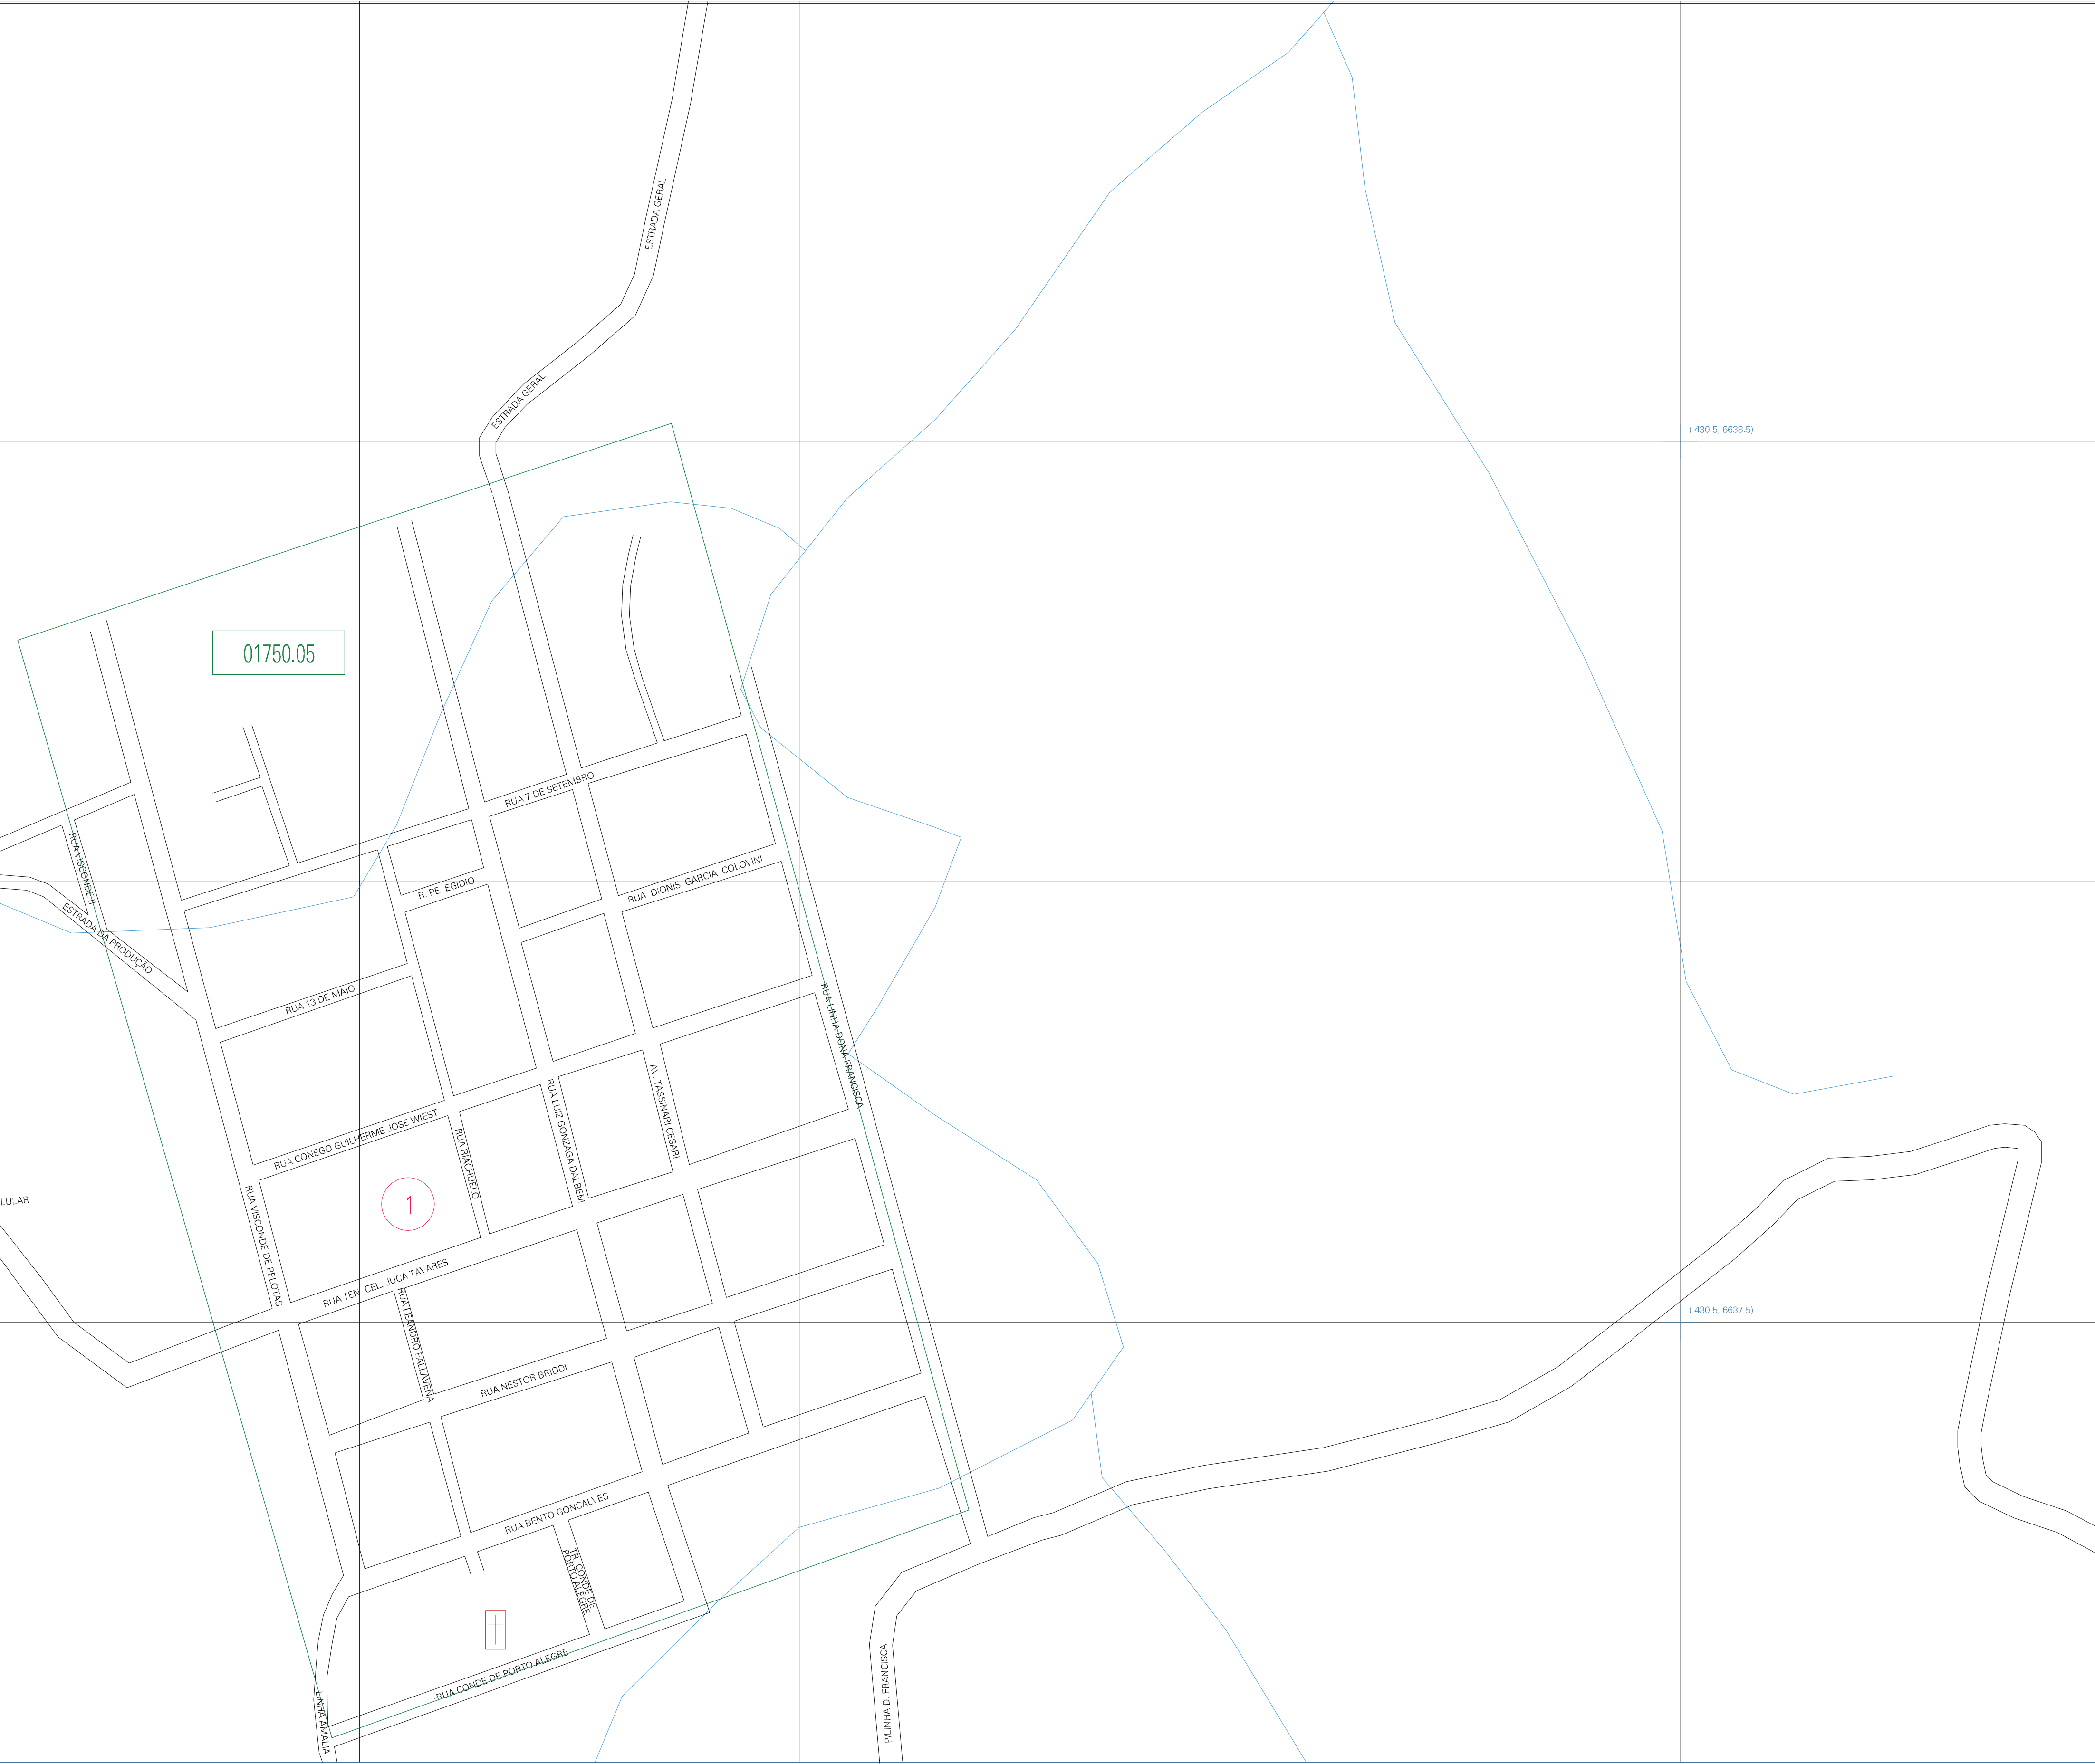 ESTRADA GERAL
ESTRADA GERAL
( 430.5, 6638.5)
01750.05
RUA 7 DE SETEMBRO
RUA VISCONDE II
R. PE. EGIDIO
RUA DIONIS GARCIA COLOVINI
ESTRADA DA PRODUÇÃO
RUA 13 DE MAIO
RUA LINHA DONA FRANCISCA
AV. TASSINARI CESARI
RUA LUIZ GONZAGA DALBEM
RUA CONEGO GUILHERME JOSE WIEST
RUA RIACHUELO
LULAR
RUA VISCONDE DE PELOTAS
1
RUA TEN. CEL. JUCA TAVARES
RUA LEANDRO FALLAVENA
( 430.5, 6637.5)
RUA NESTOR BRIDDI
RUA BENTO GONCALVES
TR. CONDE DE
PORTO ALEGRE
RUA CONDE DE PORTO ALEGRE
LINHA AMALIA
P/LINHA D. FRANCISCA